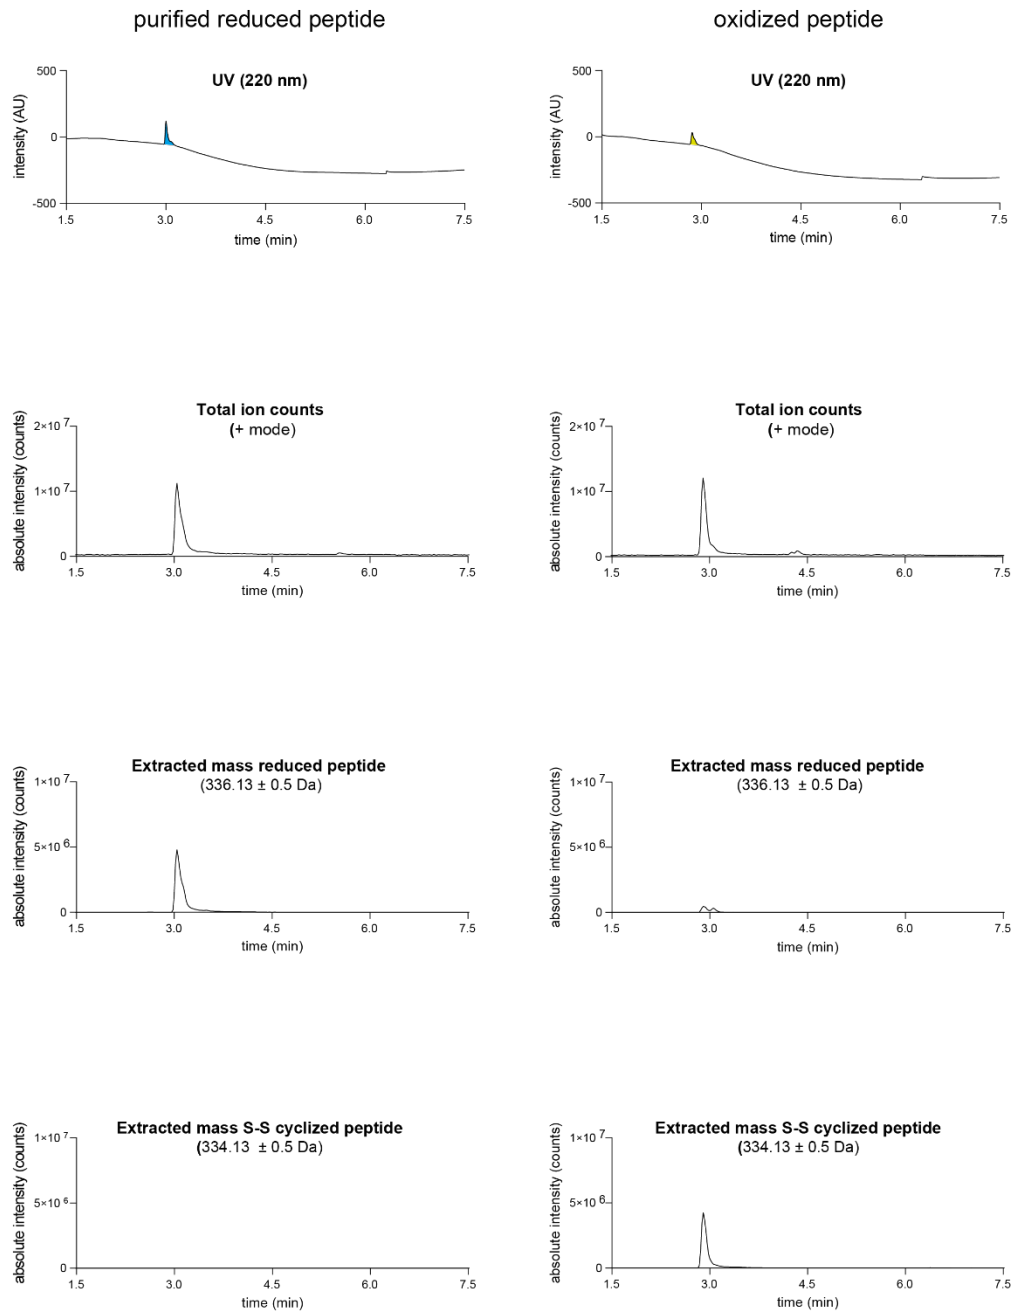 purified reduced peptide
oxidized peptide
UV (220 nm)
intensity (AU)
500
0
-500
1.5 3.0 4.5 6.0 7.5
time (min)
UV (220 nm)
intensity (AU)
500
0
-500
1.5 3.0 4.5 6.0 7.5
time (min)
Total ion counts
(+ mode)
absolute intensity (counts)
2×10 7
1×10 7
0
1.5 3.0 4.5 6.0 7.5
time (min)
Total ion counts
(+ mode)
absolute intensity (counts)
2×10 7
1×10 7
0
1.5 3.0 4.5 6.0 7.5
time (min)
Extracted mass reduced peptide
(336.13 ± 0.5 Da)
absolute intensity (counts)
1×10 7
5×10 6
0
1.5 3.0 4.5 6.0 7.5
time (min)
Extracted mass reduced peptide
(336.13 ± 0.5 Da)
absolute intensity (counts)
1×10 7
5×10 6
0
1.5 3.0 4.5 6.0 7.5
time (min)
Extracted mass S-S cyclized peptide
(334.13 ± 0.5 Da)
absolute intensity (counts)
1×10 7
5×10 6
0
1.5 3.0 4.5 6.0 7.5
time (min)
Extracted mass S-S cyclized peptide
(334.13 ± 0.5 Da)
absolute intensity (counts)
1×10 7
5×10 6
0
1.5 3.0 4.5 6.0 7.5
time (min)